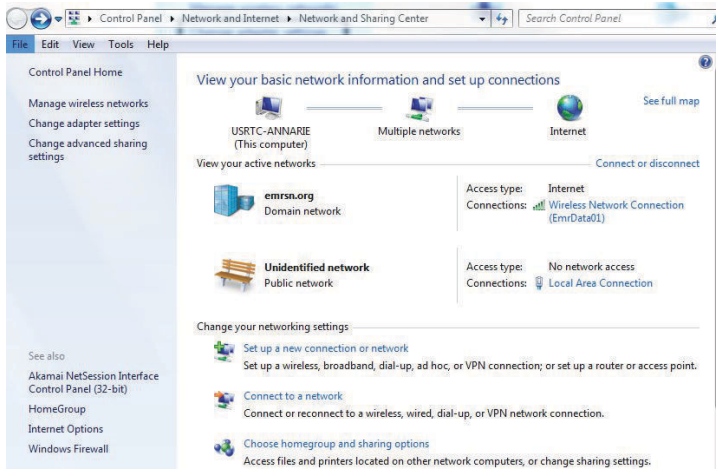 Control Panel ▸ Network and Internet ▸ Network and Sharing Center
Search Control Panel
File Edit View Tools Help
Control Panel Home
Manage wireless networks
Change adapter settings
Change advanced sharing
settings
See also
Akamai NetSession Interface
Control Panel (32-bit)
HomeGroup
Internet Options
Windows Firewall
View your basic network information and set up connections
See full map
USRTC-ANNARIE
(This computer)
Multiple networks
Internet
View your active networks
Connect or disconnect
emrsn.org
Domain network
Access type: Internet
Connections: Wireless Network Connection
(EmrData01)
Unidentified network
Public network
Access type: No network access
Connections: Local Area Connection
Change your networking settings
Set up a new connection or network
Set up a wireless, broadband, dial-up, ad hoc, or VPN connection; or set up a router or access point.
Connect to a network
Connect or reconnect to a wireless, wired, dial-up, or VPN network connection.
Choose homegroup and sharing options
Access files and printers located on other network computers, or change sharing settings.